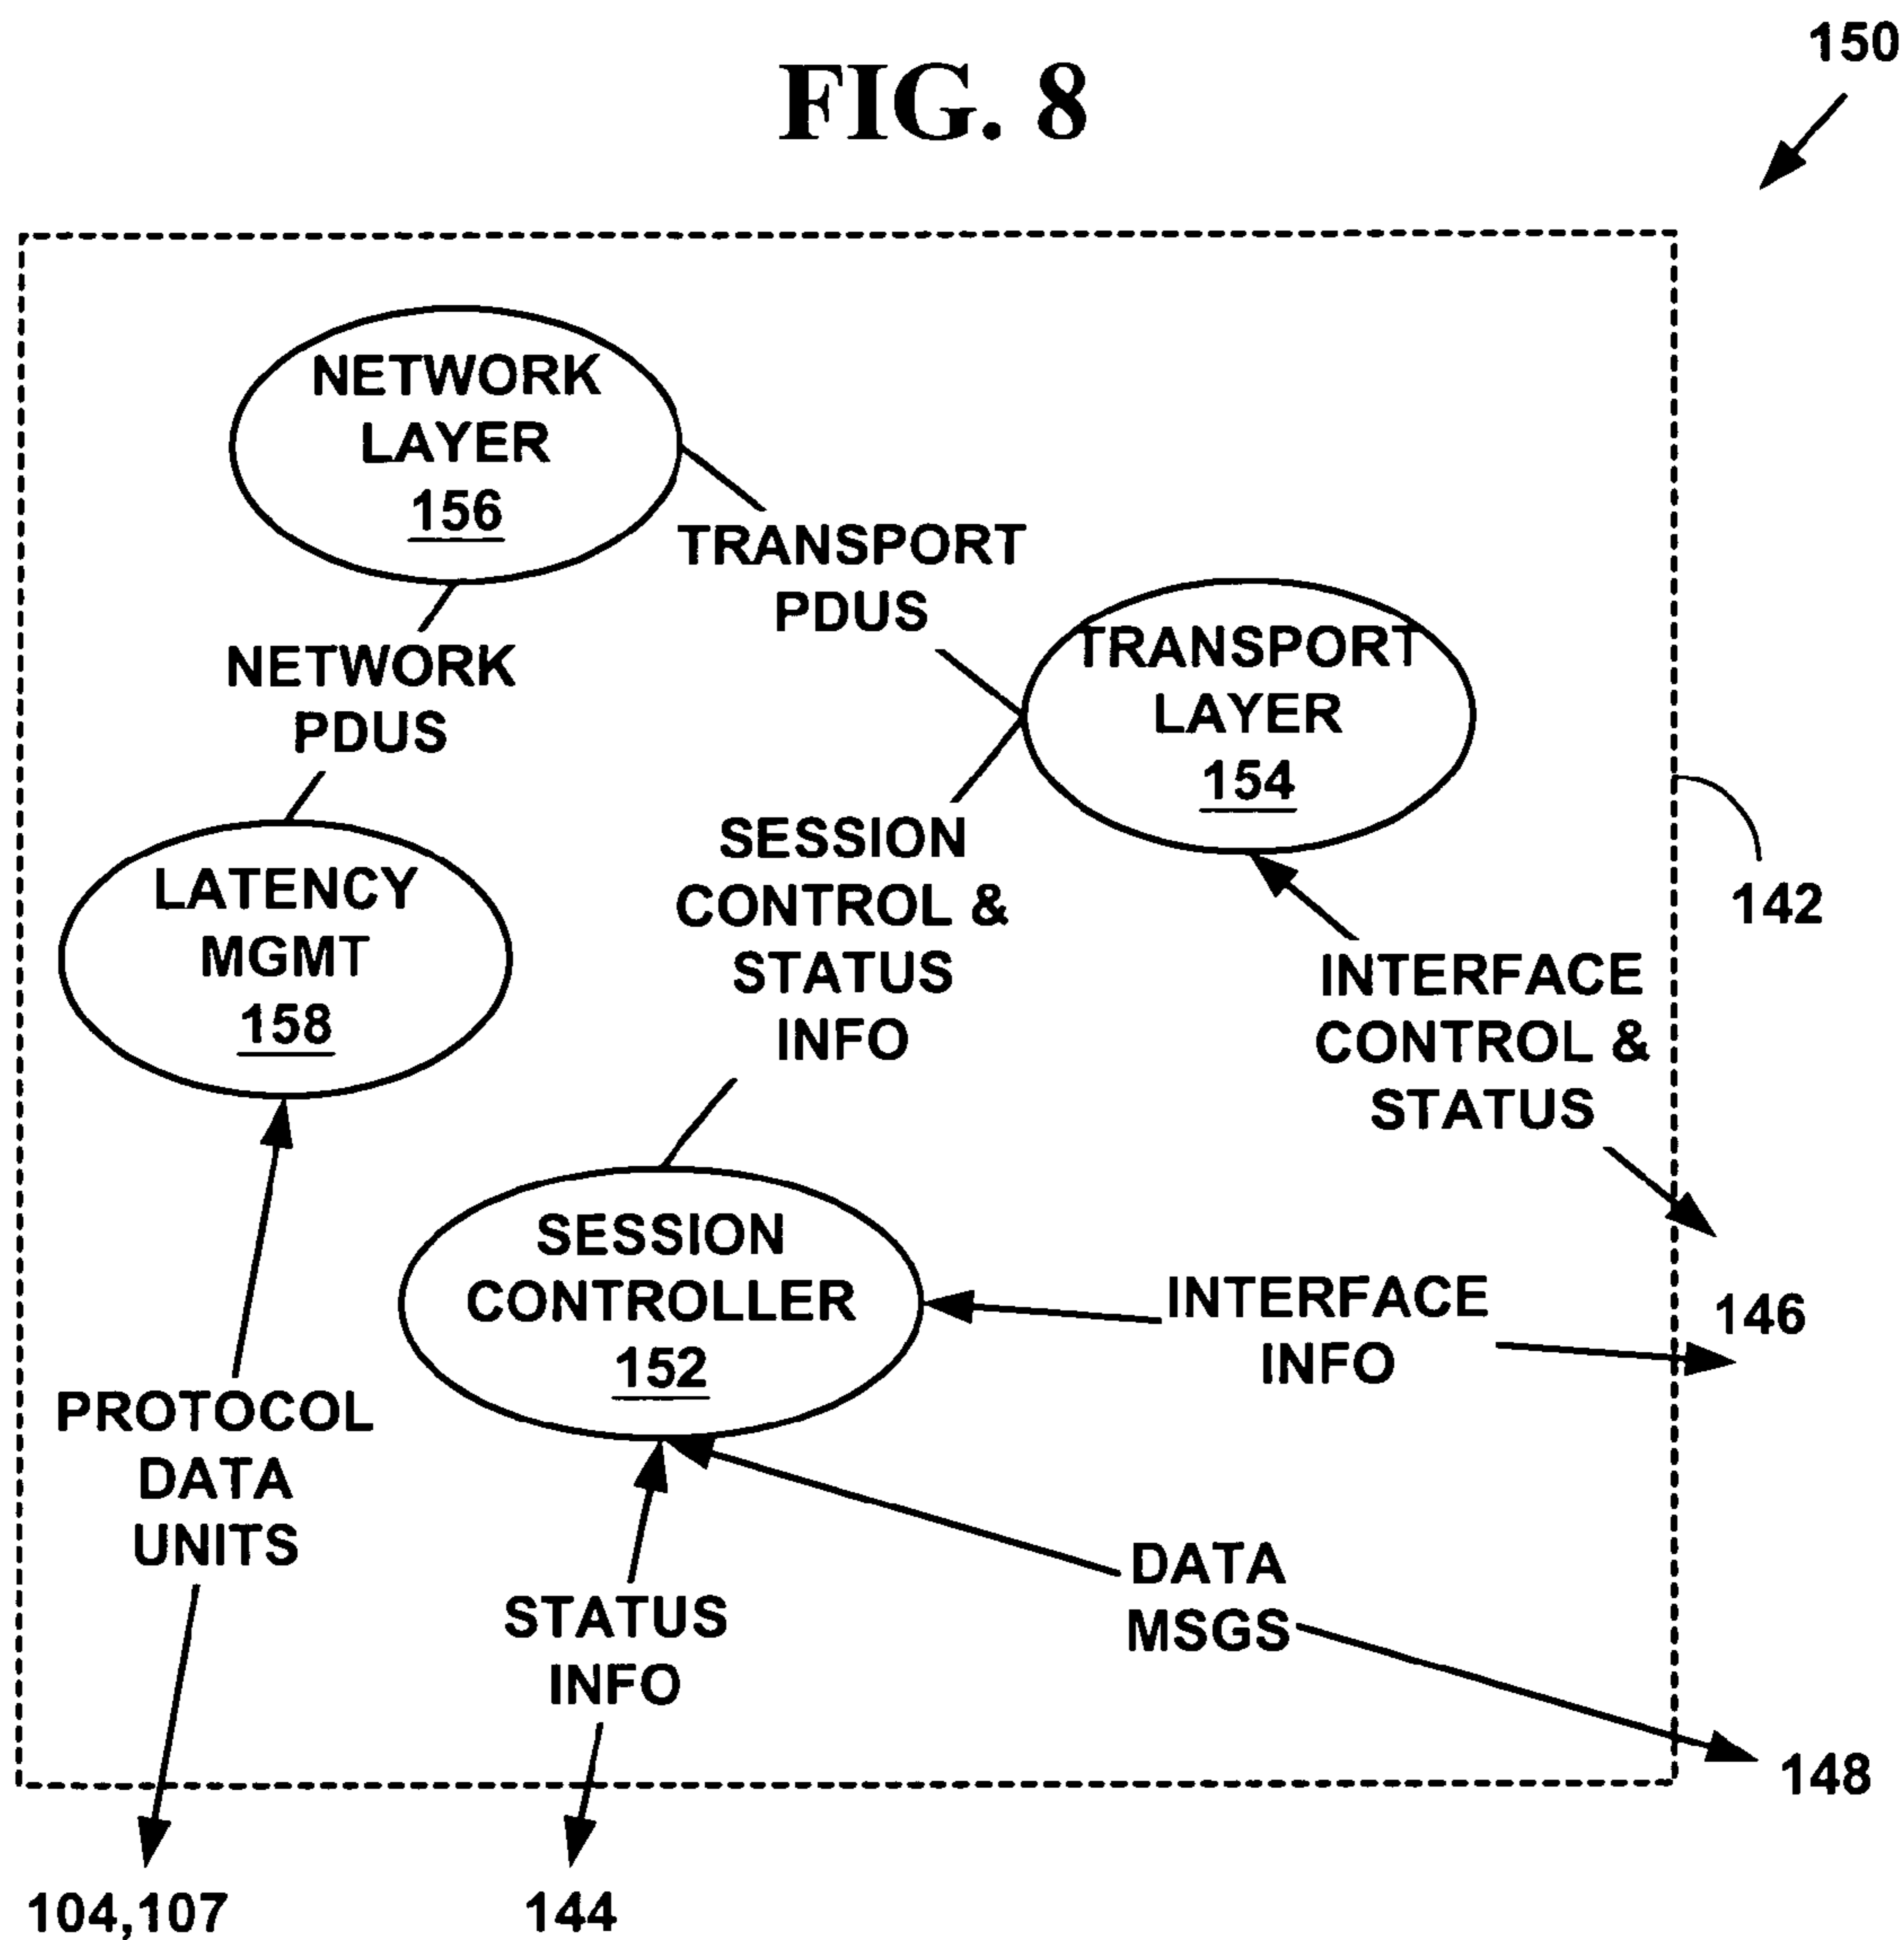 150
FIG. 8
NETWORK
LAYER
156
TRANSPORT
PDUS
NETWORK
PDUS
TRANSPORT
LAYER
154
142
LATENCY
MGMT
158
SESSION
CONTROL &
STATUS
INFO
INTERFACE
CONTROL &
STATUS
SESSION
CONTROLLER
152
INTERFACE
INFO
146
PROTOCOL
DATA
UNITS
STATUS
INFO
DATA
MSGS
148
104,107
144